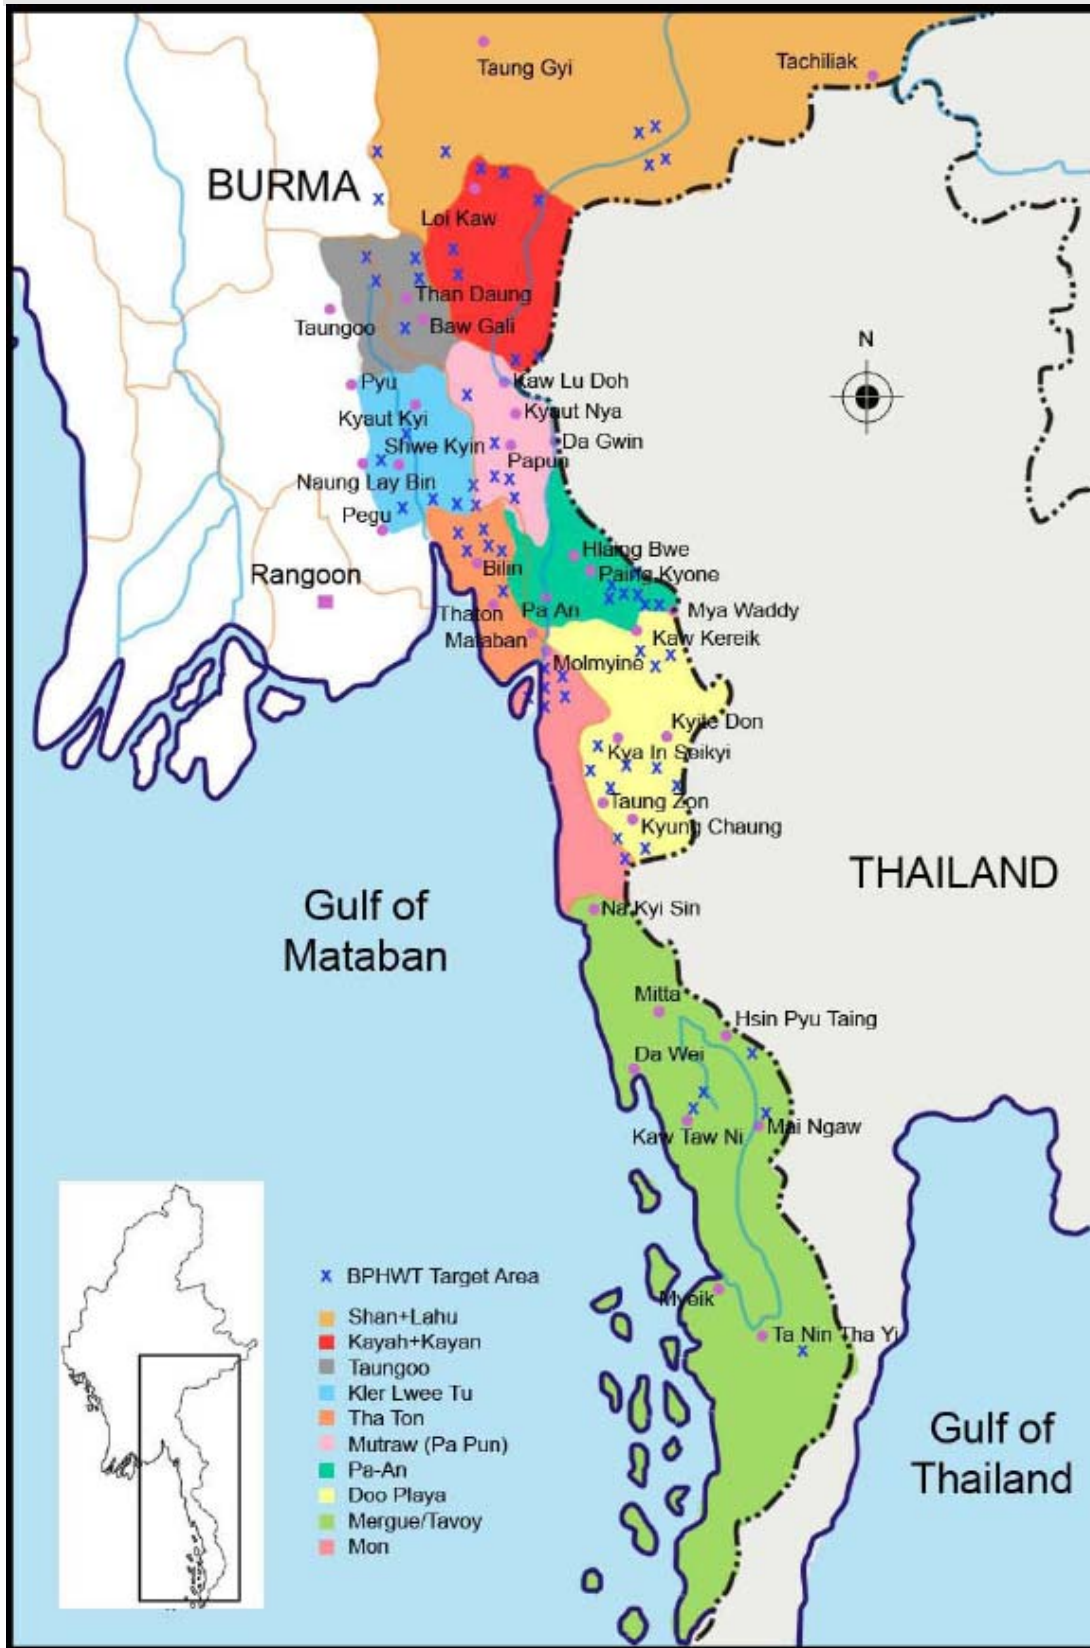 Taung Gyi
Tachiliak
BURMA
Loi Kaw
Than Daung
Taungoo
Baw Gali
N
Pyu
Kaw Lu Doh
Kyaut Kyi
Kyaut Nya
Shwe Kyin
Da Gwin
Papun
Naung Lay Bin
Pegu
Hlaing Bwe
Rangoon
Bilin
Paing Kyone
Thaton
Pa An
Mya Waddy
Mataban
Kaw Kereik
Molmyine
Kyite Don
Kya In Seikyi
Taung Zon
Kyung Chaung
THAILAND
Gulf of
Mataban
Na Kyi Sin
Mitta
Hsin Pyu Taing
Da Wei
Kaw Taw Ni
Mai Ngaw
Myeik
Ta Nin Tha Yi
x BPHWT Target Area
Shan+Lahu
Kayah+Kayan
Taungoo
Kler Lwee Tu
Tha Ton
Mutraw (Pa Pun)
Pa-An
Doo Playa
Mergue/Tavoy
Mon
Gulf of
Thailand